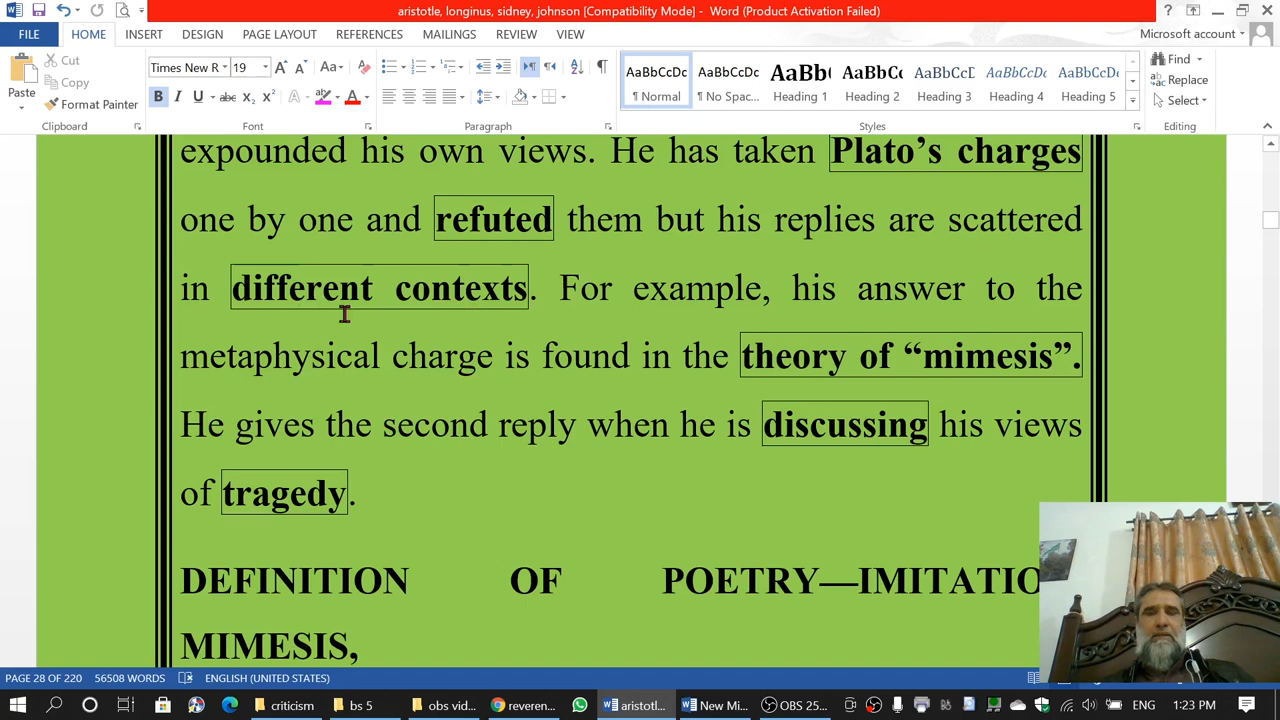 aristotle, longinus, sidney, johnson [Compatibility Mode] - Word (Product Activation Failed)
FILE HOME INSERT DESIGN PAGE LAYOUT REFERENCES MAILINGS REVIEW VIEW Microsoft account
Paste
Cut
Copy
Format Painter
Times New R 19 Aa
B I U abc X₂ X² A A
AaBbCcDc AaBbCcDc AaBb( AaBbCc AaBbCcI AaBbCcDc AaBbCcDc
¶ Normal ¶ No Spac... Heading 1 Heading 2 Heading 3 Heading 4 Heading 5
Find
Replace
Select
Clipboard Font Paragraph Styles Editing
expounded his own views. He has taken Plato’s charges
one by one and refuted them but his replies are scattered
in different contexts. For example, his answer to the
metaphysical charge is found in the theory of “mimesis”.
He gives the second reply when he is discussing his views
of tragedy.
DEFINITION OF POETRY—IMITATIO
MIMESIS,
PAGE 28 OF 220 56508 WORDS ENGLISH (UNITED STATES)
criticism bs 5 obs vid... reveren... aristotl... New Mi... OBS 25... ENG 1:23 PM